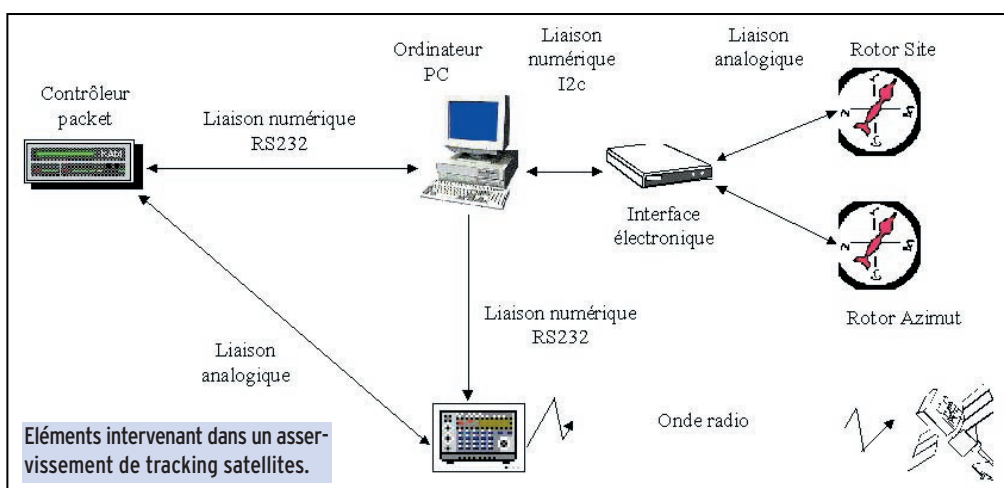 Contrôleur
packet
Liaison numérique
RS232
Ordinateur
PC
Liaison
numérique
I2c
Liaison
analogique
Rotor Site
Interface
électronique
Rotor Azimut
Liaison numérique
RS232
Liaison
analogique
Onde radio
Eléments intervenant dans un asser-
vissement de tracking satellites.